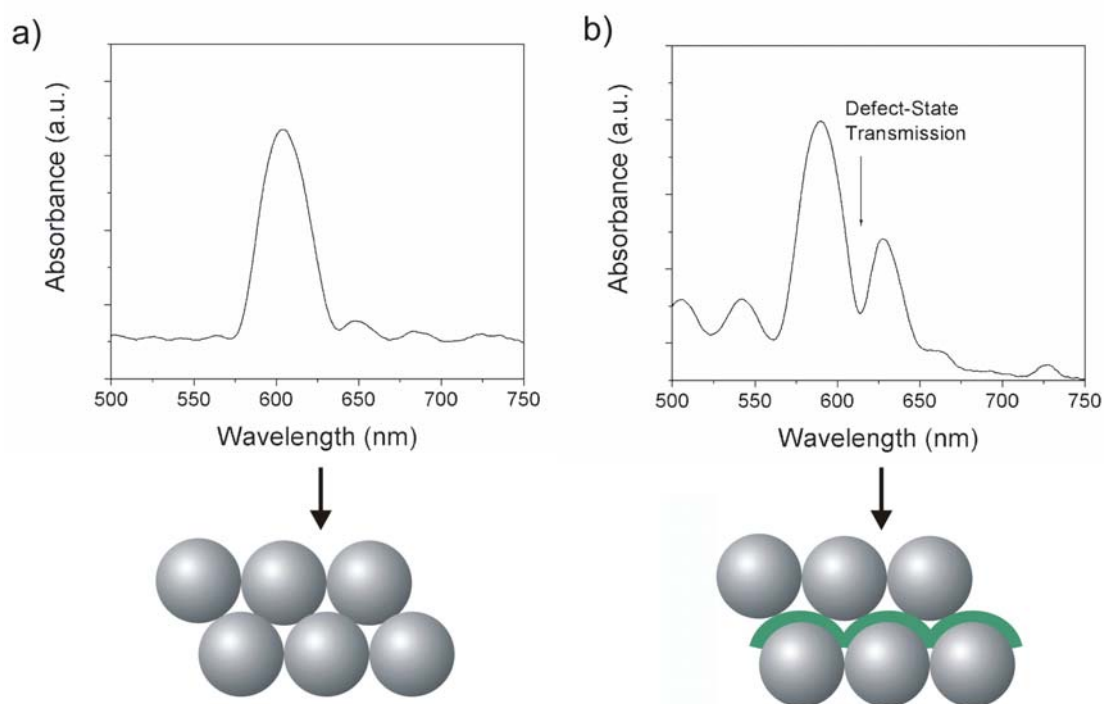 a)
Absorbance (a.u.)
500 550 600 650 700 750
Wavelength (nm)
b)
Defect-State
Transmission
Absorbance (a.u.)
500 550 600 650 700 750
Wavelength (nm)